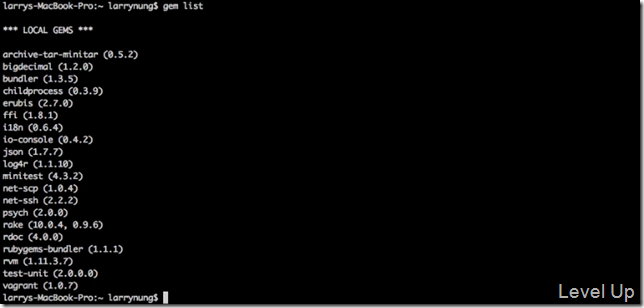 larrys-MacBook-Pro:~ larrynung$ gem list
*** LOCAL GEMS ***
archive-tar-minitar (0.5.2)
bigdecimal (1.2.0)
bundler (1.3.5)
childprocess (0.3.9)
erubis (2.7.0)
ffi (1.8.1)
i18n (0.6.4)
io-console (0.4.2)
json (1.7.7)
log4r (1.1.10)
minitest (4.3.2)
net-scp (1.0.4)
net-ssh (2.2.2)
psych (2.0.0)
rake (10.0.4, 0.9.6)
rdoc (4.0.0)
rubygems-bundler (1.1.1)
rvm (1.11.3.7)
test-unit (2.0.0.0)
vagrant (1.0.7)
larrys-MacBook-Pro:~ larrynung$
Level Up